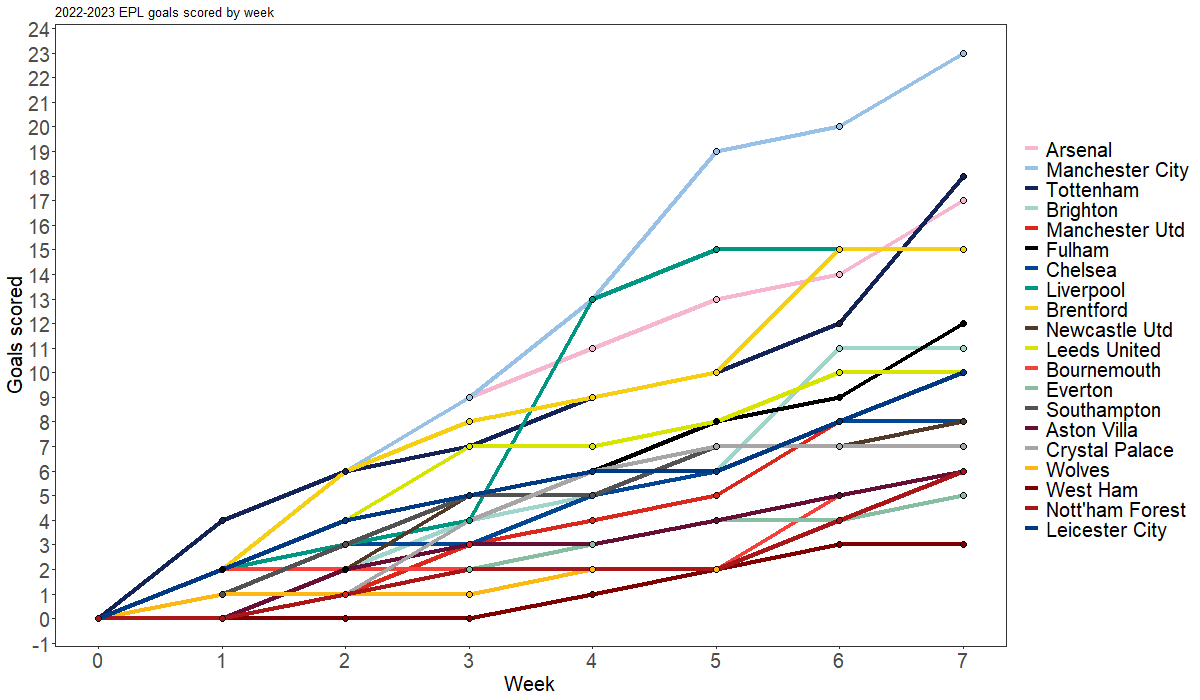 2022-2023 EPL goals scored by week
24
23
22
21
20
19
18
17
16
15
14
13
12
11
10
9
8
7
6
5
4
3
2
1
0
-1
Goals scored
0 1 2 3 4 5 6 7
Week
Arsenal
Manchester City
Tottenham
Brighton
Manchester Utd
Fulham
Chelsea
Liverpool
Brentford
Newcastle Utd
Leeds United
Bournemouth
Everton
Southampton
Aston Villa
Crystal Palace
Wolves
West Ham
Nott'ham Forest
Leicester City